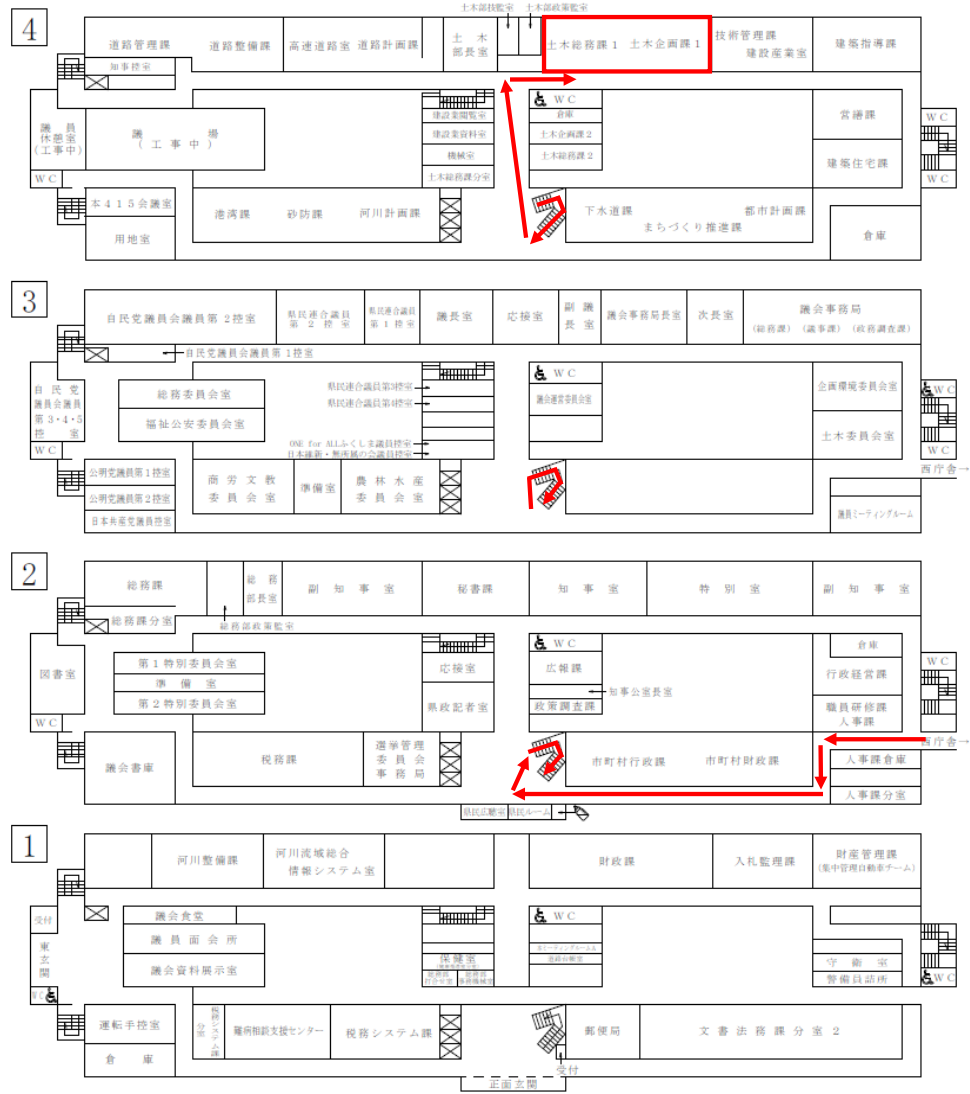 4
土木部技監室 土木部政策監室
道路管理課
道路整備課
高速道路室 道路計画課
土木
部長室
土木総務課1 土木企画課1
技術管理課
建設産業室
建築指導課
知事控室
議員
休憩室
(工事中)
議場
(工事中)
建設業閲覧室
建設業資料室
機械室
土木総務課分室
WC
倉庫
土木企画課2
土木総務課2
営繕課
建築住宅課
WC
WC
WC
本415会議室
用地室
港湾課
砂防課
河川計画課
下水道課
まちづくり推進課
都市計画課
倉庫
3
自民党議員会議員第2控室
県民連合議員
第2控室
県民連合議員
第1控室
議長室
応接室
副議
長室
議会事務局長室
次長室
議会事務局
(総務課)(議事課)(政務調査課)
自民党議員会議員第1控室
自民党
議員会議員
第3・4・5
控室
WC
総務委員会室
福祉公安委員会室
県民連合議員第3控室
県民連合議員第4控室
ONE for ALLふくしま議員控室
日本維新・無所属の会議員控室
WC
議会運営委員会室
企画環境委員会室
土木委員会室
WC
WC
西庁舎→
公明党議員第1控室
公明党議員第2控室
日本共産党議員控室
商労文教
委員会室
準備室
農林水産
委員会室
議員ミーティングルーム
2
総務課
総務課分室
総務
部長室
総務部政策監室
副知事室
秘書課
知事室
特別室
副知事室
図書室
WC
第1特別委員会室
準備室
第2特別委員会室
応接室
県政記者室
WC
広報課
知事公室長室
政策調査課
倉庫
行政経営課
職員研修課
人事課
WC
WC
西庁舎→
議会書庫
税務課
選挙管理
委員会
事務局
市町村行政課
市町村財政課
人事課倉庫
人事課分室
県民広聴室
県民ルーム
1
河川整備課
河川流域総合
情報システム室
財政課
入札監理課
財産管理課
(集中管理自動車チーム)
受付
東玄関
WC
議会食堂
議員面会所
議会資料展示室
保健室
WC
守衛室
警備員詰所
WC
運転手控室
倉庫
税務システム課
分室
難病相談支援センター
税務システム課
郵便局
文書法務課分室2
受付
正面玄関